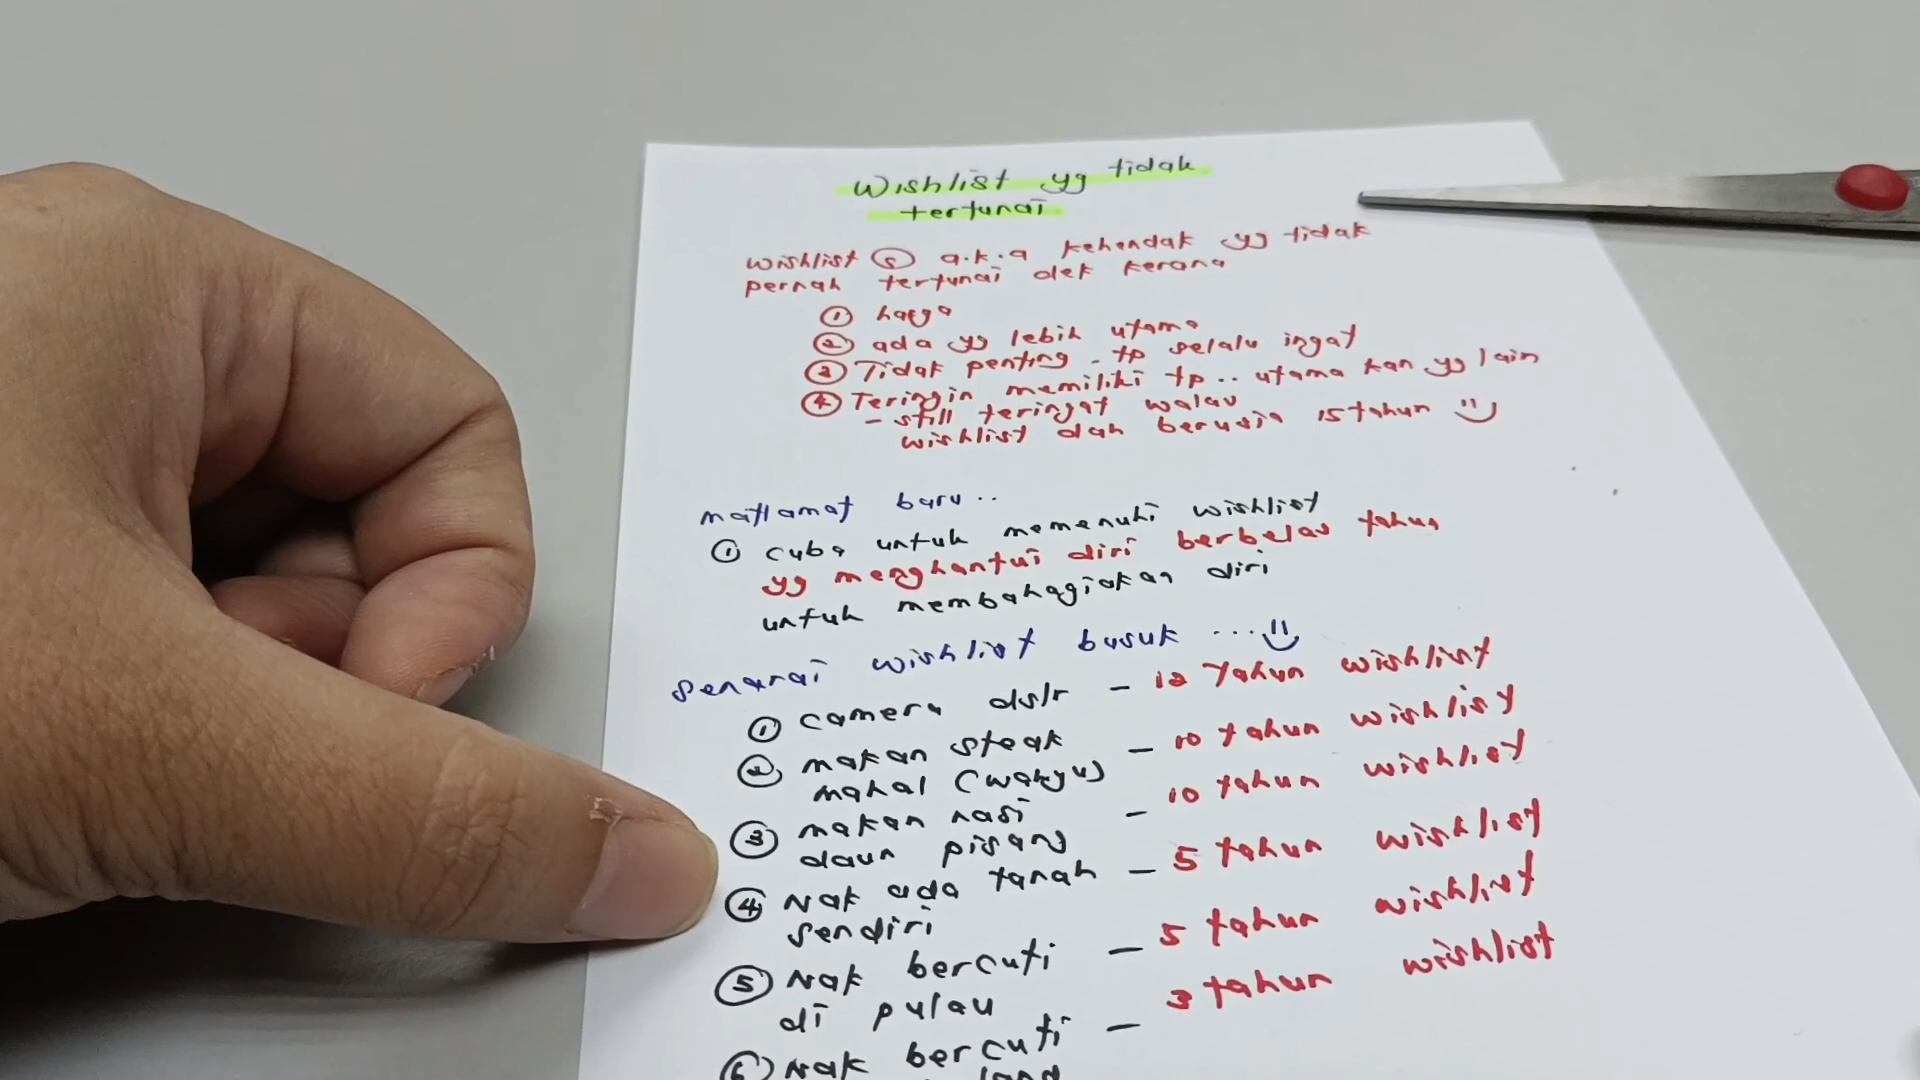 Wishlist yg tidak
tertunai
wishlist (s) a.k.a kehendak yg tidak
pernah tertunai dek kerana
① harga
② ada yg lebih utama
③ Tidak penting - tp selalu ingat
④ Teringin memiliki tp.. utama kan yg lain
- still teringat walau
wishlist dah berusia 15 tahun
matlamat baru..
① cuba untuk memenuhi wishlist
yg menghantui diri berbelas tahun
untuk membahagiakan diri
Senarai wishlist busuk ...
① camera dslr - 12 Tahun wishlist
② makan steak - 10 tahun wishlist
mahal (wakyu)
③ makan nasi - 10 tahun wishlist
daun pisang
④ Nak ada tanah - 5 tahun wishlist
sendiri
⑤ Nak bercuti - 5 tahun wishlist
di pulau
⑥ Nak bercuti - 3 tahun wishlist